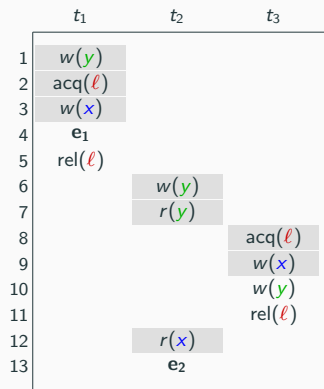 t₁ t₂ t₃
1 w(y)
2 acq(ℓ)
3 w(x)
4 e₁
5 rel(ℓ)
6 w(y)
7 r(y)
8 acq(ℓ)
9 w(x)
10 w(y)
11 rel(ℓ)
12 r(x)
13 e₂